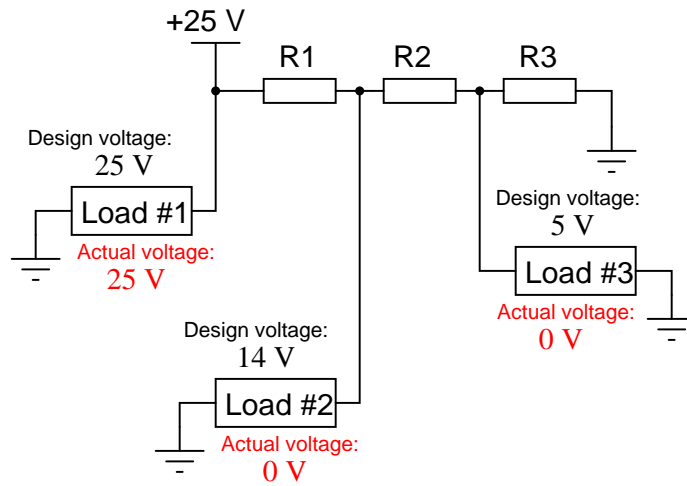 +25 V
R1
R2
R3
Design voltage:
25 V
Load #1
Actual voltage:
25 V
Design voltage:
5 V
Load #3
Actual voltage:
0 V
Design voltage:
14 V
Load #2
Actual voltage:
0 V